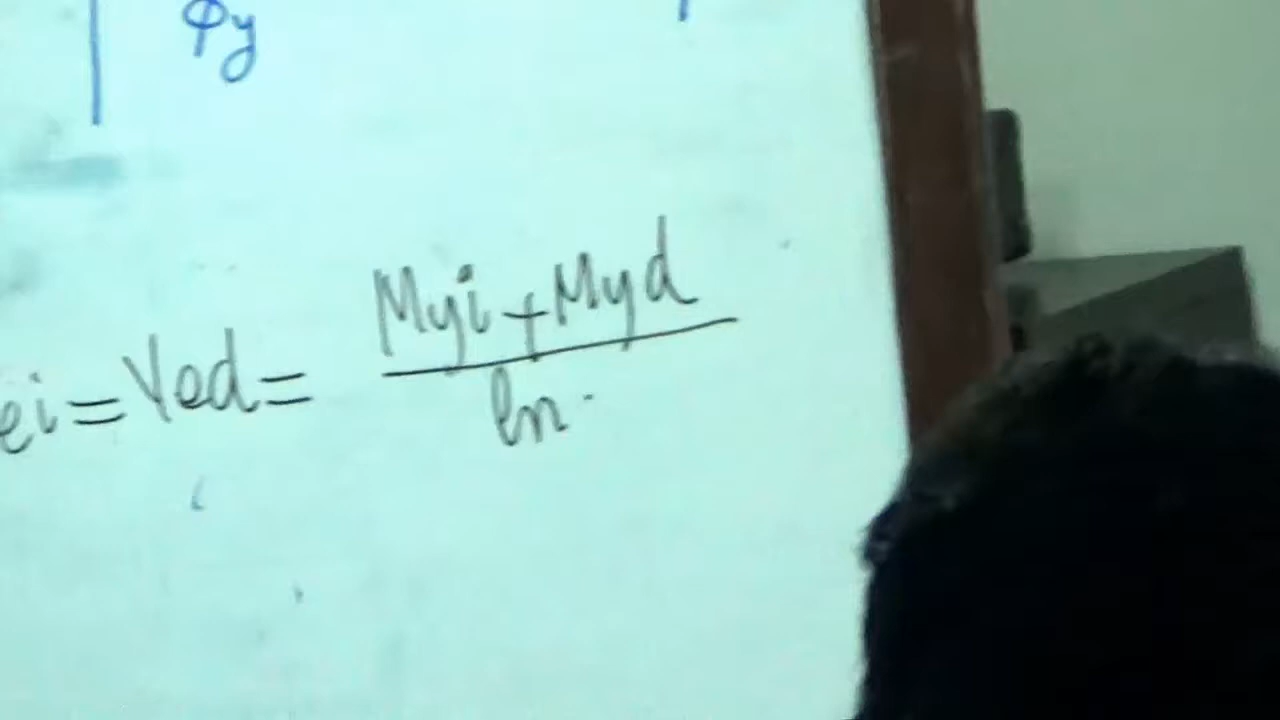 φy
ei = Ved = Myi + Myd
ln